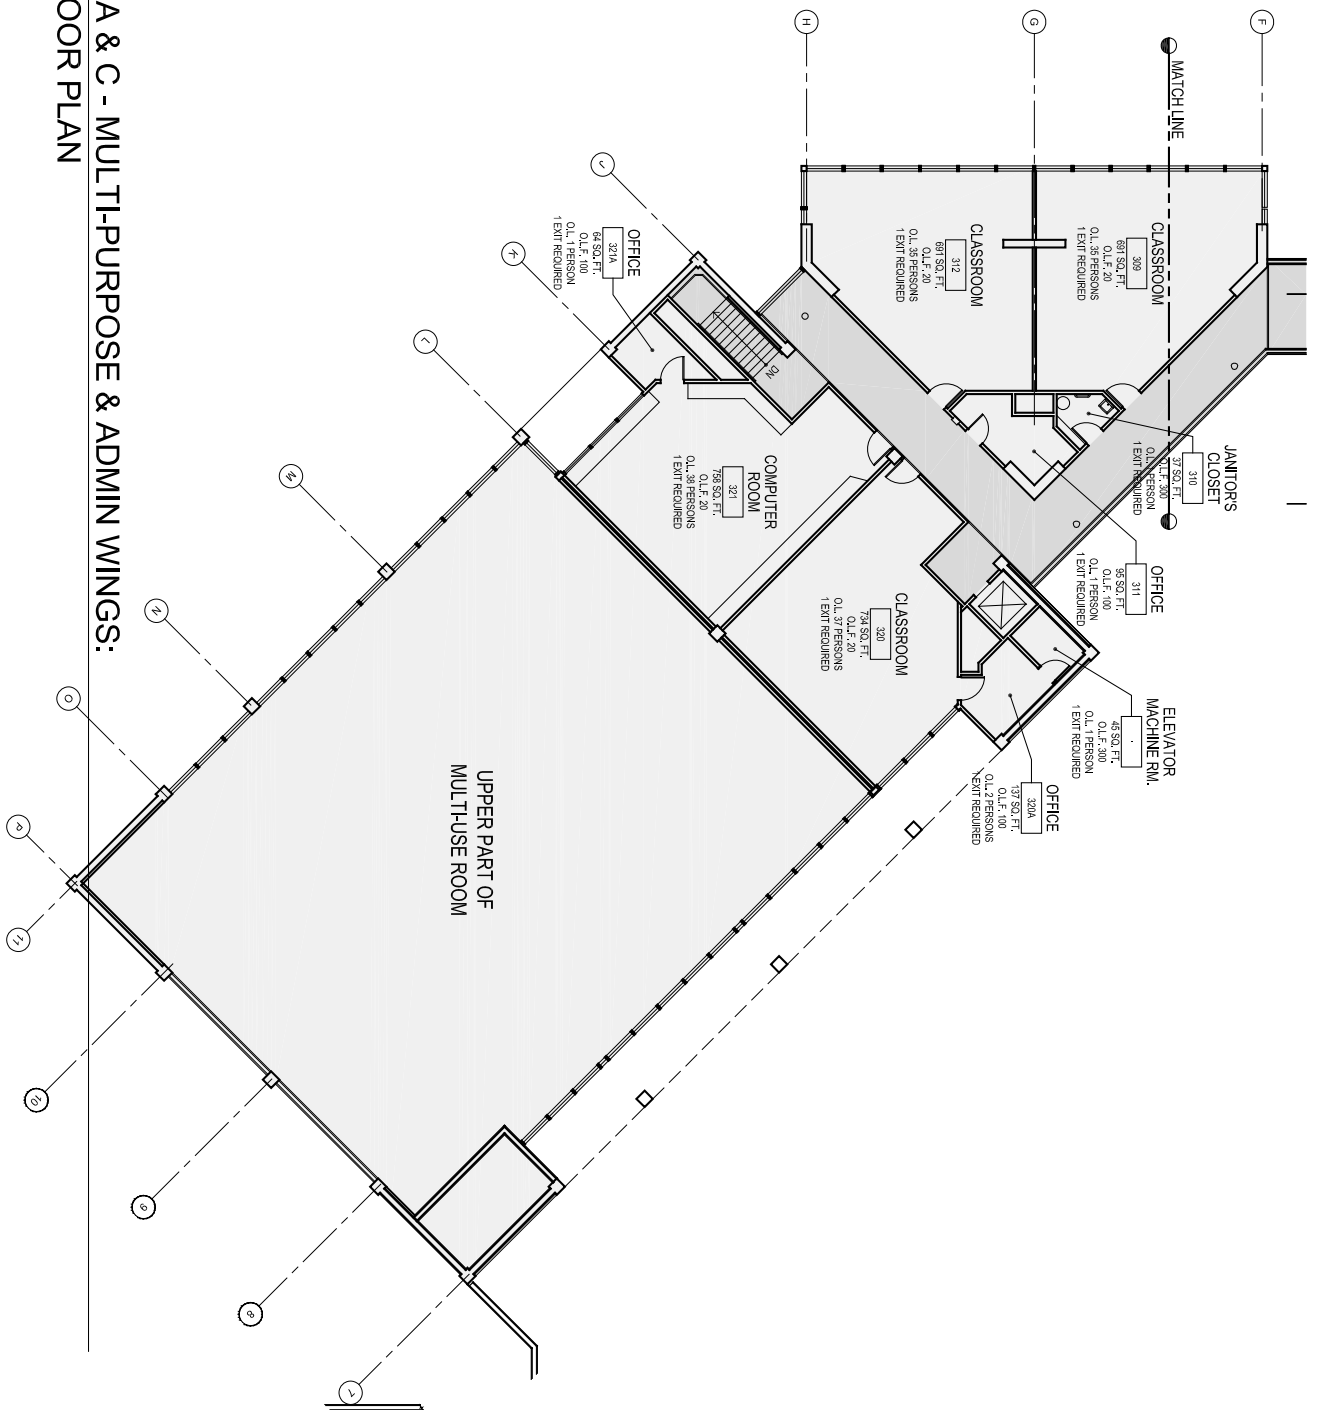 A & C - MULTI-PURPOSE & ADMIN WINGS:
OOR PLAN
F
G
H
MATCH LINE
J
K
L
M
N
O
P
11
10
9
8
7
CLASSROOM
309
691 SQ. FT.
O.L.F. 20
O.L. 35 PERSONS
1 EXIT REQUIRED
CLASSROOM
312
691 SQ. FT.
O.L.F. 20
O.L. 35 PERSONS
1 EXIT REQUIRED
OFFICE
321A
64 SQ. FT.
O.L.F. 100
O.L. 1 PERSON
1 EXIT REQUIRED
DN
JANITOR'S
CLOSET
310
37 SQ. FT.
O.L.F. 300
O.L. 1 PERSON
1 EXIT REQUIRED
COMPUTER
ROOM
321
758 SQ. FT.
O.L.F. 20
O.L. 38 PERSONS
1 EXIT REQUIRED
OFFICE
311
95 SQ. FT.
O.L.F. 100
O.L. 1 PERSON
1 EXIT REQUIRED
CLASSROOM
320
734 SQ. FT.
O.L.F. 20
O.L. 37 PERSONS
1 EXIT REQUIRED
ELEVATOR
MACHINE RM.
45 SQ. FT.
O.L.F. 300
O.L. 1 PERSON
1 EXIT REQUIRED
OFFICE
320A
137 SQ. FT.
O.L.F. 100
O.L. 2 PERSONS
1 EXIT REQUIRED
UPPER PART OF
MULTI-USE ROOM